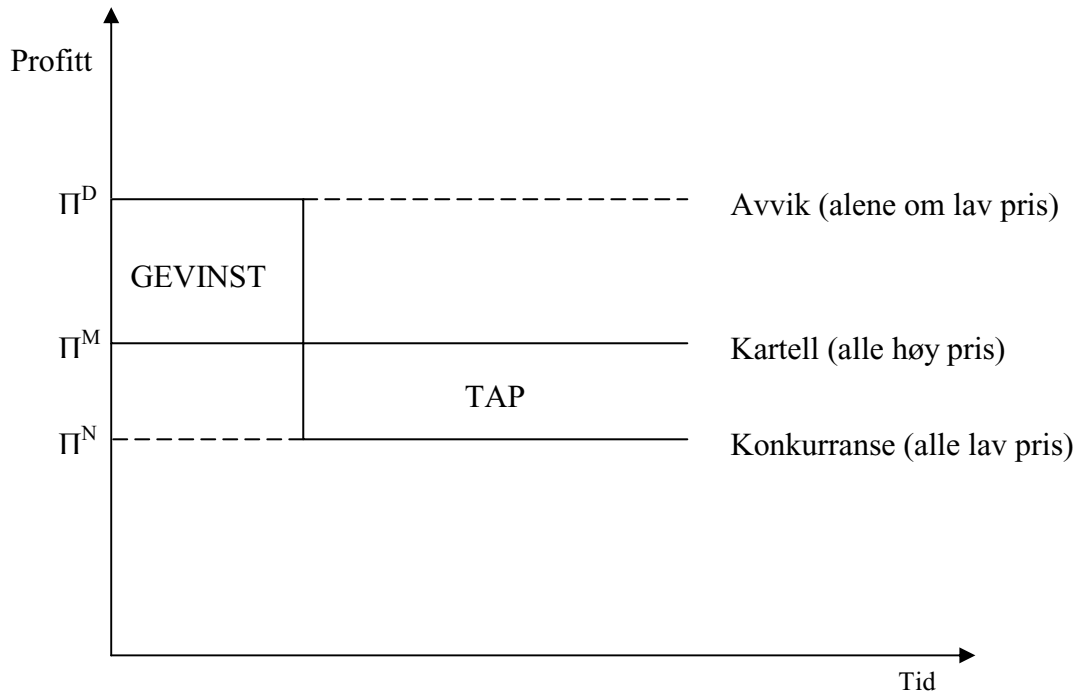 Profitt
Π^D
Avvik (alene om lav pris)
GEVINST
Π^M
Kartell (alle høy pris)
TAP
Π^N
Konkurranse (alle lav pris)
Tid